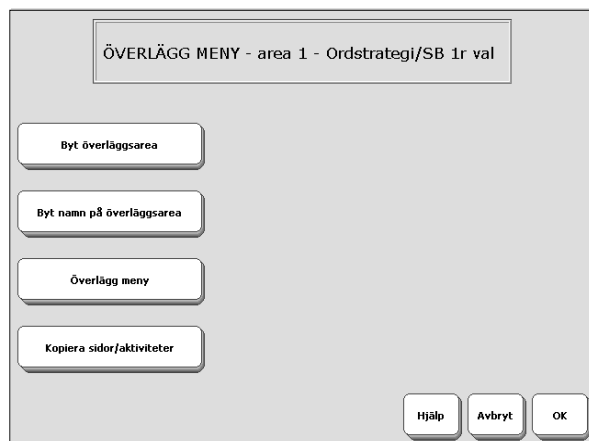 ÖVERLÄGG MENY - area 1 - Ordstrategi/SB 1r val
Byt överläggsarea
Byt namn på överläggsarea
Överlägg meny
Kopiera sidor/aktiviteter
Hjälp
Avbryt
OK